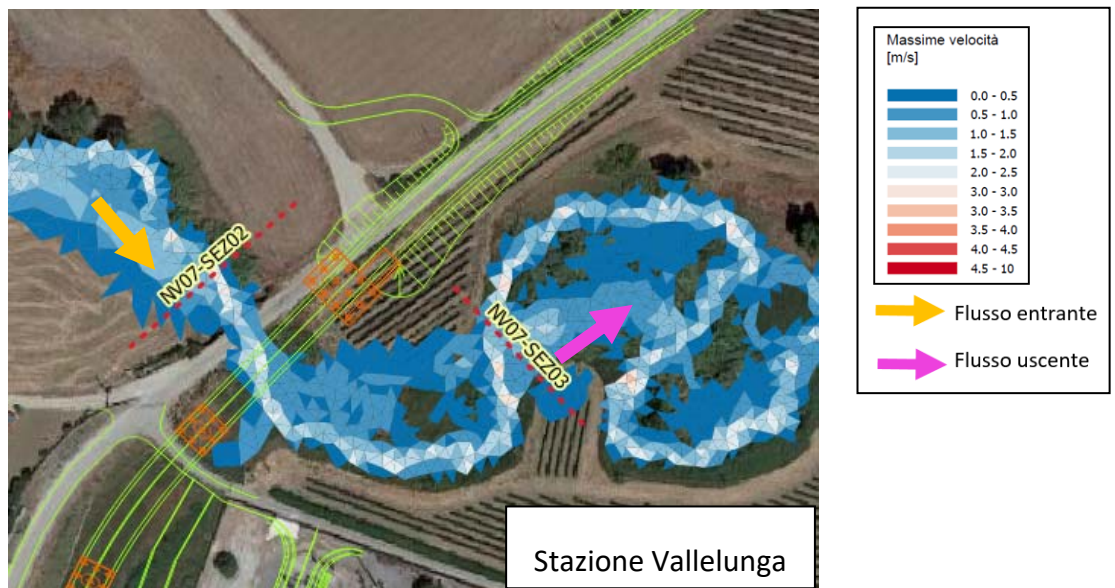 NV07-SEZ02
NV07-SEZ03
Stazione Vallelunga
Massime velocità
[m/s]
0.0 - 0.5
0.5 - 1.0
1.0 - 1.5
1.5 - 2.0
2.0 - 2.5
3.0 - 3.0
3.0 - 3.5
3.5 - 4.0
4.0 - 4.5
4.5 - 10
Flusso entrante
Flusso uscente